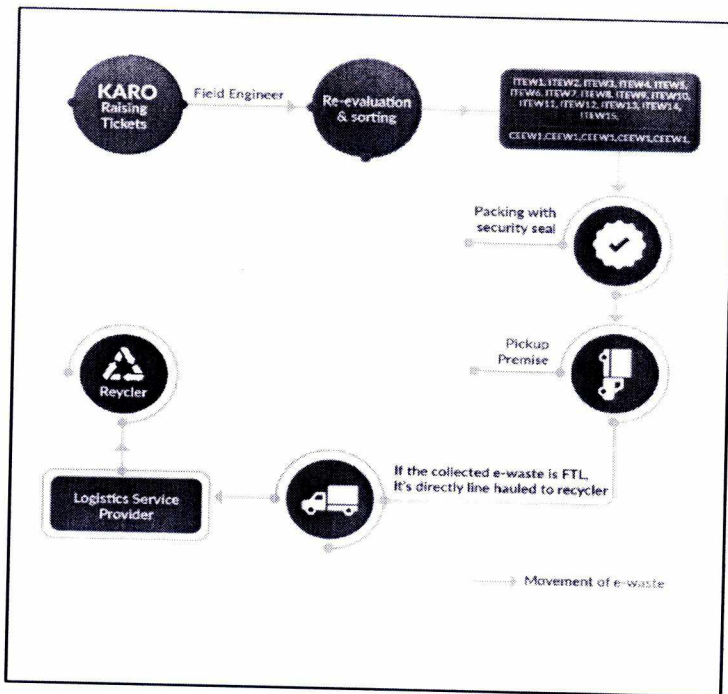 KARO
Raising
Tickets
Field Engineer
Re-evaluation
& sorting
ITEW1, ITEW2, ITEW3, ITEW4, ITEW5,
ITEW6, ITEW7, ITEW8, ITEW9, ITEW10,
ITEW11, ITEW12, ITEW13, ITEW14,
ITEW15,
CEEW1,CEEW1,CEEW1,CEEW1,CEEW1,
Packing with
security seal
Pickup
Premise
If the collected e-waste is FTL,
It's directly line hauled to recycler
Logistics Service
Provider
Reycler
Movement of e-waste